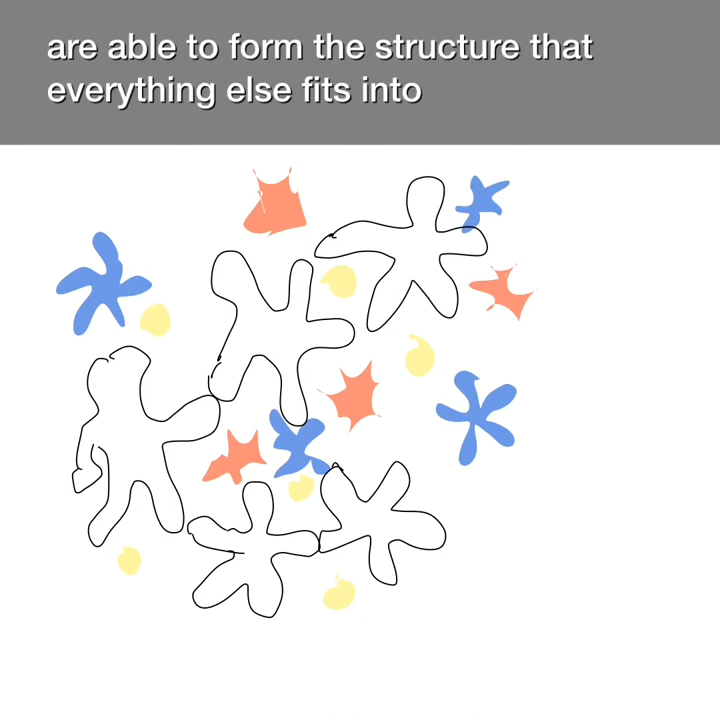 are able to form the structure that
everything else fits into